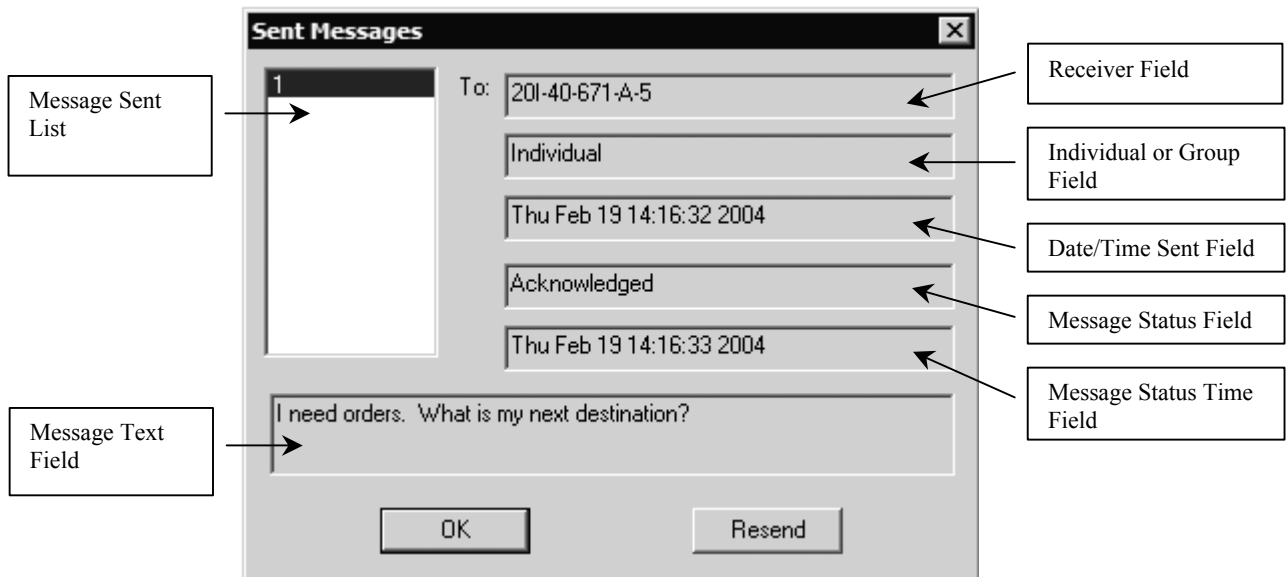 Sent Messages
Message Sent
List
1
To:
20I-40-671-A-5
Receiver Field
Individual
Individual or Group
Field
Thu Feb 19 14:16:32 2004
Date/Time Sent Field
Acknowledged
Message Status Field
Thu Feb 19 14:16:33 2004
Message Status Time
Field
Message Text
Field
I need orders.  What is my next destination?
OK
Resend